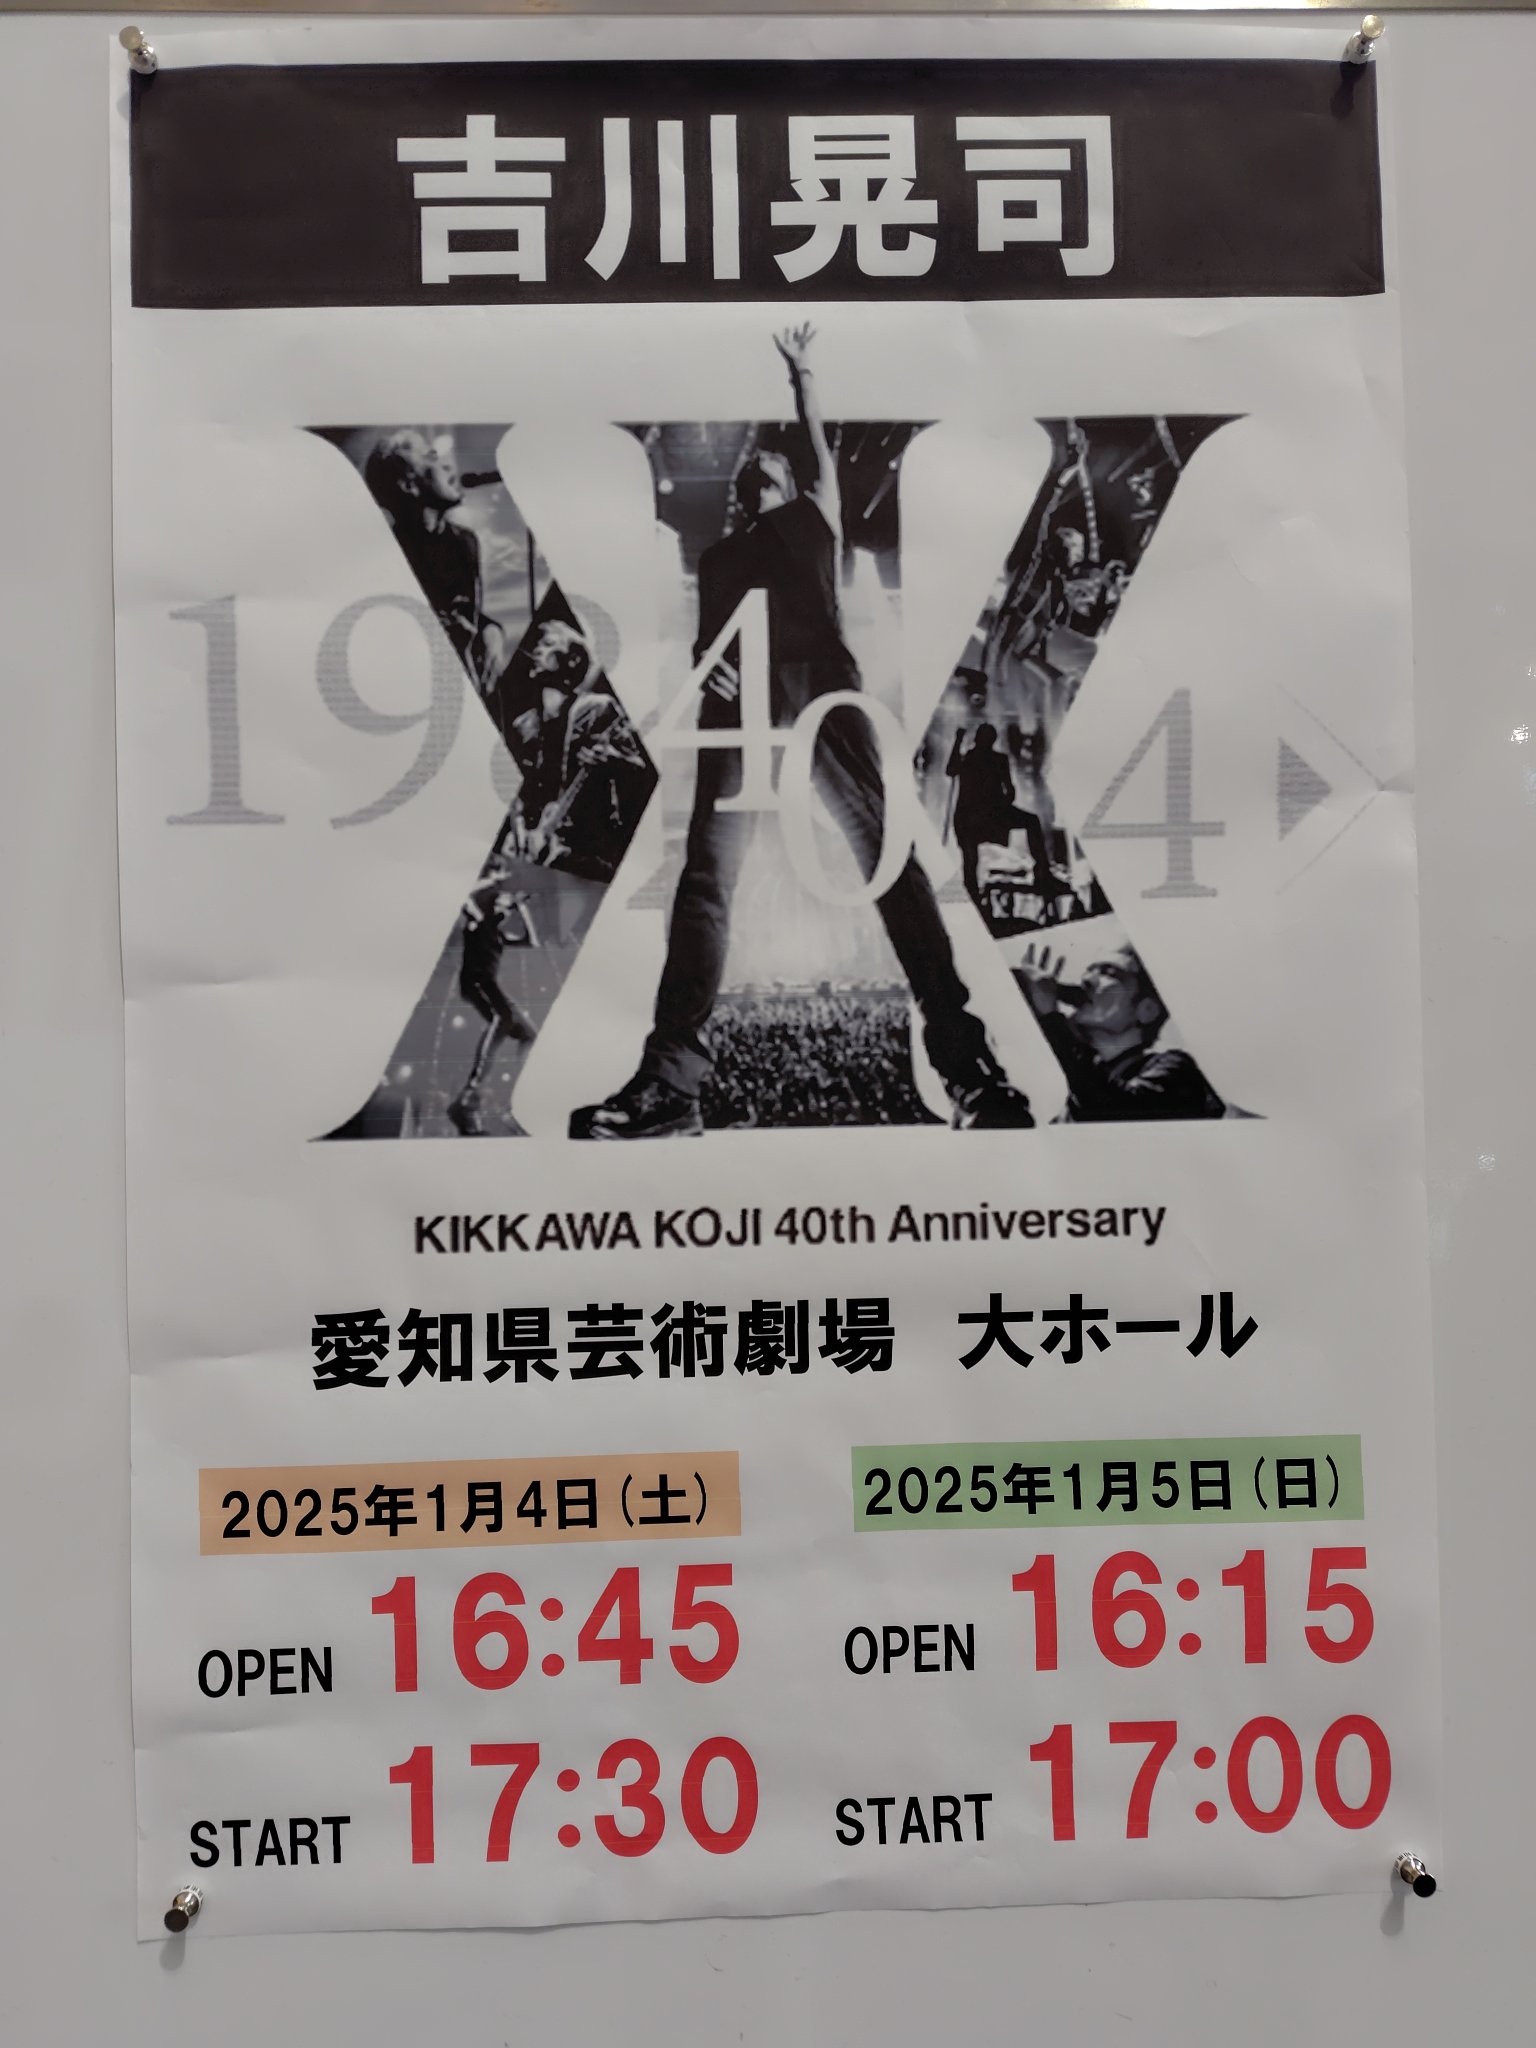 吉川晃司
1984
40
KIKKAWA KOJI 40th Anniversary
愛知県芸術劇場 大ホール
2025年1月4日(土)
OPEN 16:45
START 17:30
2025年1月5日(日)
OPEN 16:15
START 17:00